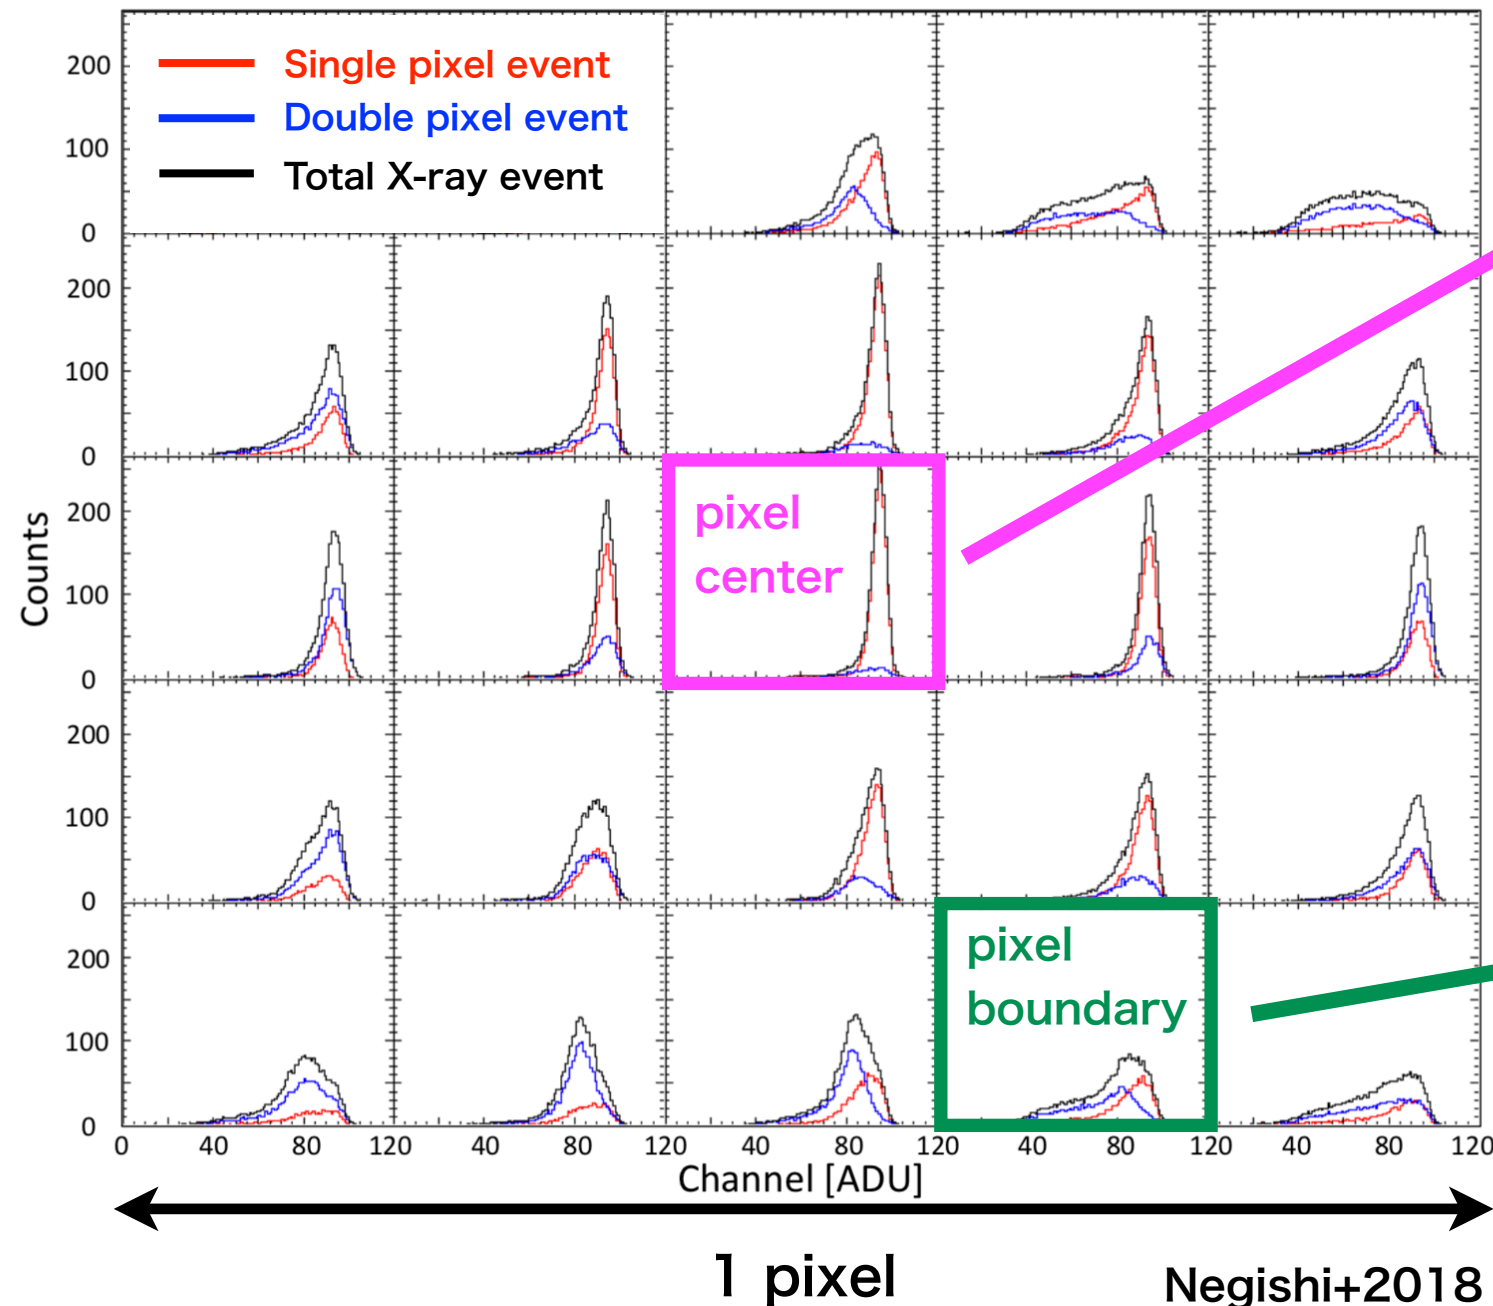 Single pixel event
Double pixel event
Total X-ray event
200
100
0
200
100
0
pixel
center
200
100
0
Counts
200
100
0
pixel
boundary
200
100
0
0 40 80 120 40 80 120 40 80 120 40 80 120 40 80 120
Channel [ADU]
1 pixel
Negishi+2018